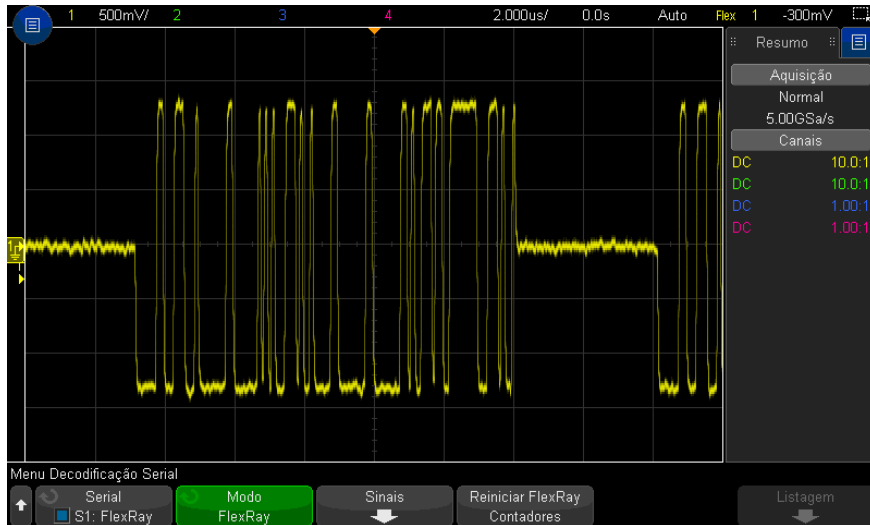 1 500mV/ 2 3 4 2.000us/ 0.0s Auto Flex 1 -300mV
Resumo
Aquisição
Normal
5.00GSa/s
Canais
DC 10.0:1
DC 10.0:1
DC 1.00:1
DC 1.00:1
1
Menu Decodificação Serial
Serial Modo Sinais Reiniciar FlexRay Listagem
S1: FlexRay FlexRay Contadores